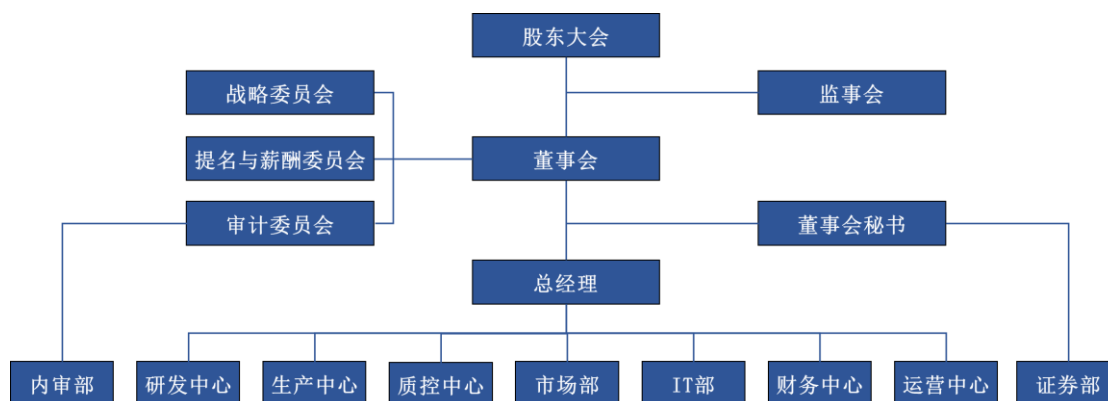 股东大会
战略委员会
监事会
提名与薪酬委员会
董事会
审计委员会
董事会秘书
总经理
内审部
研发中心
生产中心
质控中心
市场部
IT部
财务中心
运营中心
证券部